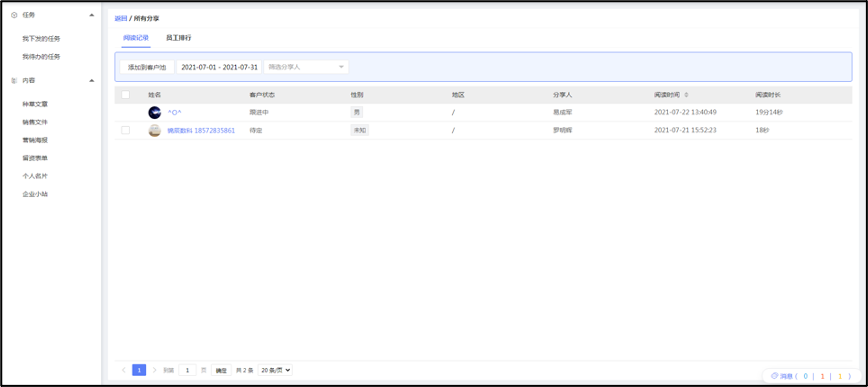 任务
我下发的任务
我待办的任务
内容
种草文章
销售文件
营销海报
留资表单
个人名片
企业小站
返回 / 所有分享
阅读记录 员工排行
添加到客户池 2021-07-01 - 2021-07-31 筛选分享人
姓名 客户状态 性别 地区 分享人 阅读时间 阅读时长
^O^ 跟进中 男 / 易成军 2021-07-22 13:40:49 19分14秒
数科 18572835861 待定 未知 / 罗明辉 2021-07-21 15:52:23 18秒
1 到第 1 页 确定 共 2 条 20 条/页
消息 ( 0 | 1 | 1 )